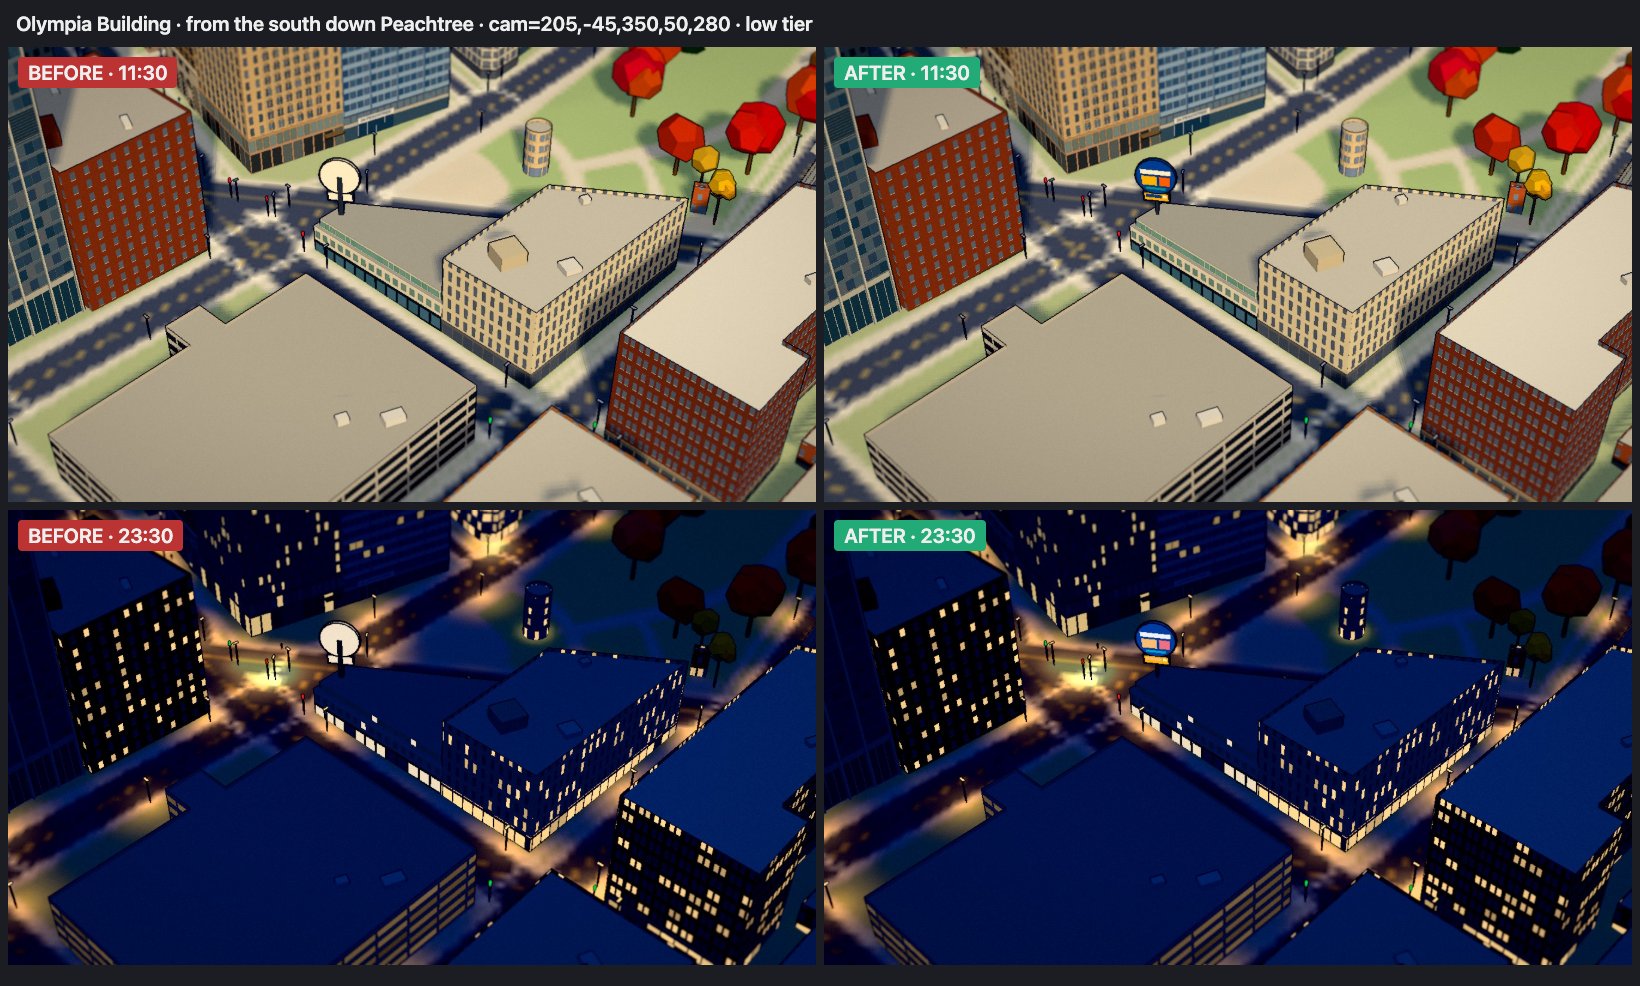 Olympia Building · from the south down Peachtree · cam=205,-45,350,50,280 · low tier
BEFORE · 11:30
AFTER · 11:30
BEFORE · 23:30
AFTER · 23:30